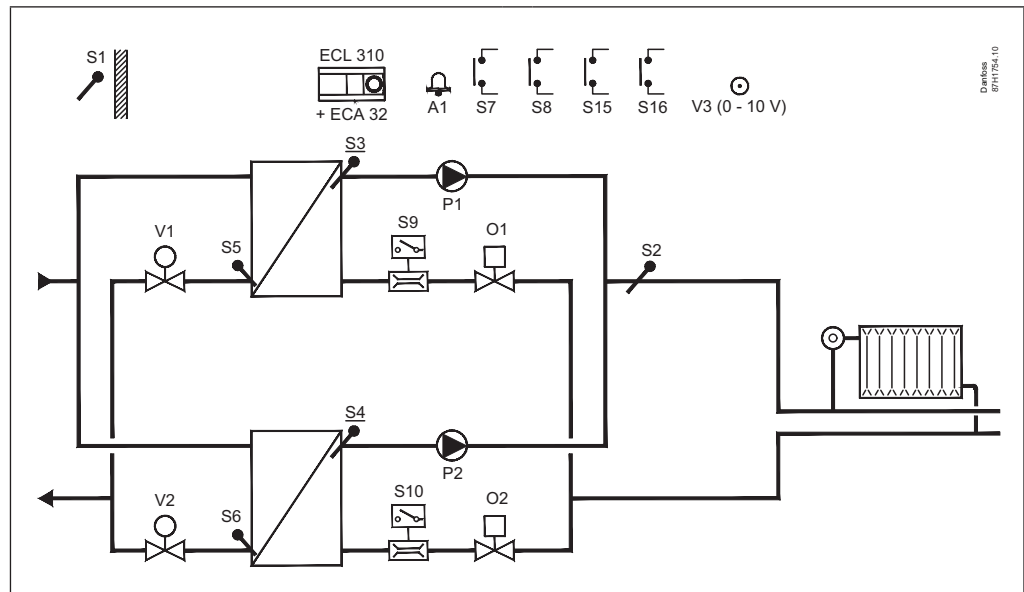 S1
ECL 310
+ ECA 32
A1
S7
S8
S15
S16
V3 (0 - 10 V)
Danfoss
87H1754.10
S3
P1
V1
S5
S9
O1
S2
S4
P2
V2
S6
S10
O2